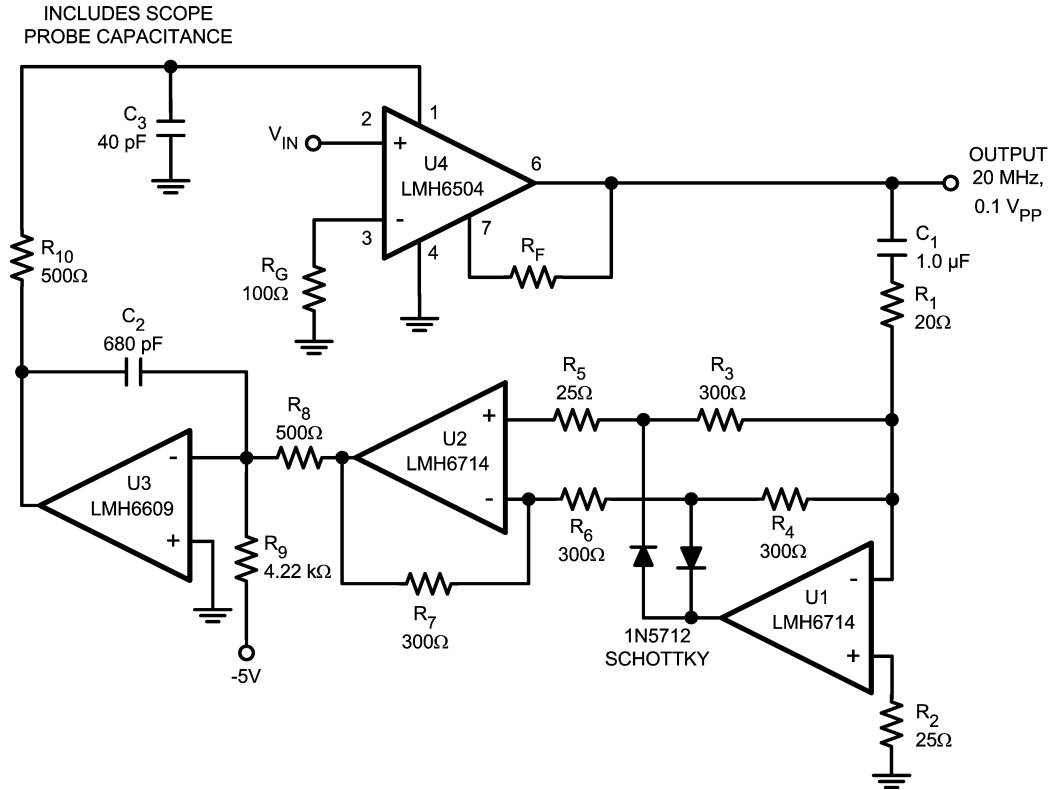 INCLUDES SCOPE
PROBE CAPACITANCE
C3
40 pF
1
2
VIN
+
U4
LMH6504
6
-
3
4
7
RF
RG
100Ω
OUTPUT
20 MHz,
0.1 VPP
C1
1.0 µF
R1
20Ω
R10
500Ω
C2
680 pF
R8
500Ω
R5
25Ω
R3
300Ω
+
U2
LMH6714
-
R6
300Ω
R4
300Ω
-
U3
LMH6609
+
R9
4.22 kΩ
-5V
R7
300Ω
1N5712
SCHOTTKY
-
U1
LMH6714
+
R2
25Ω